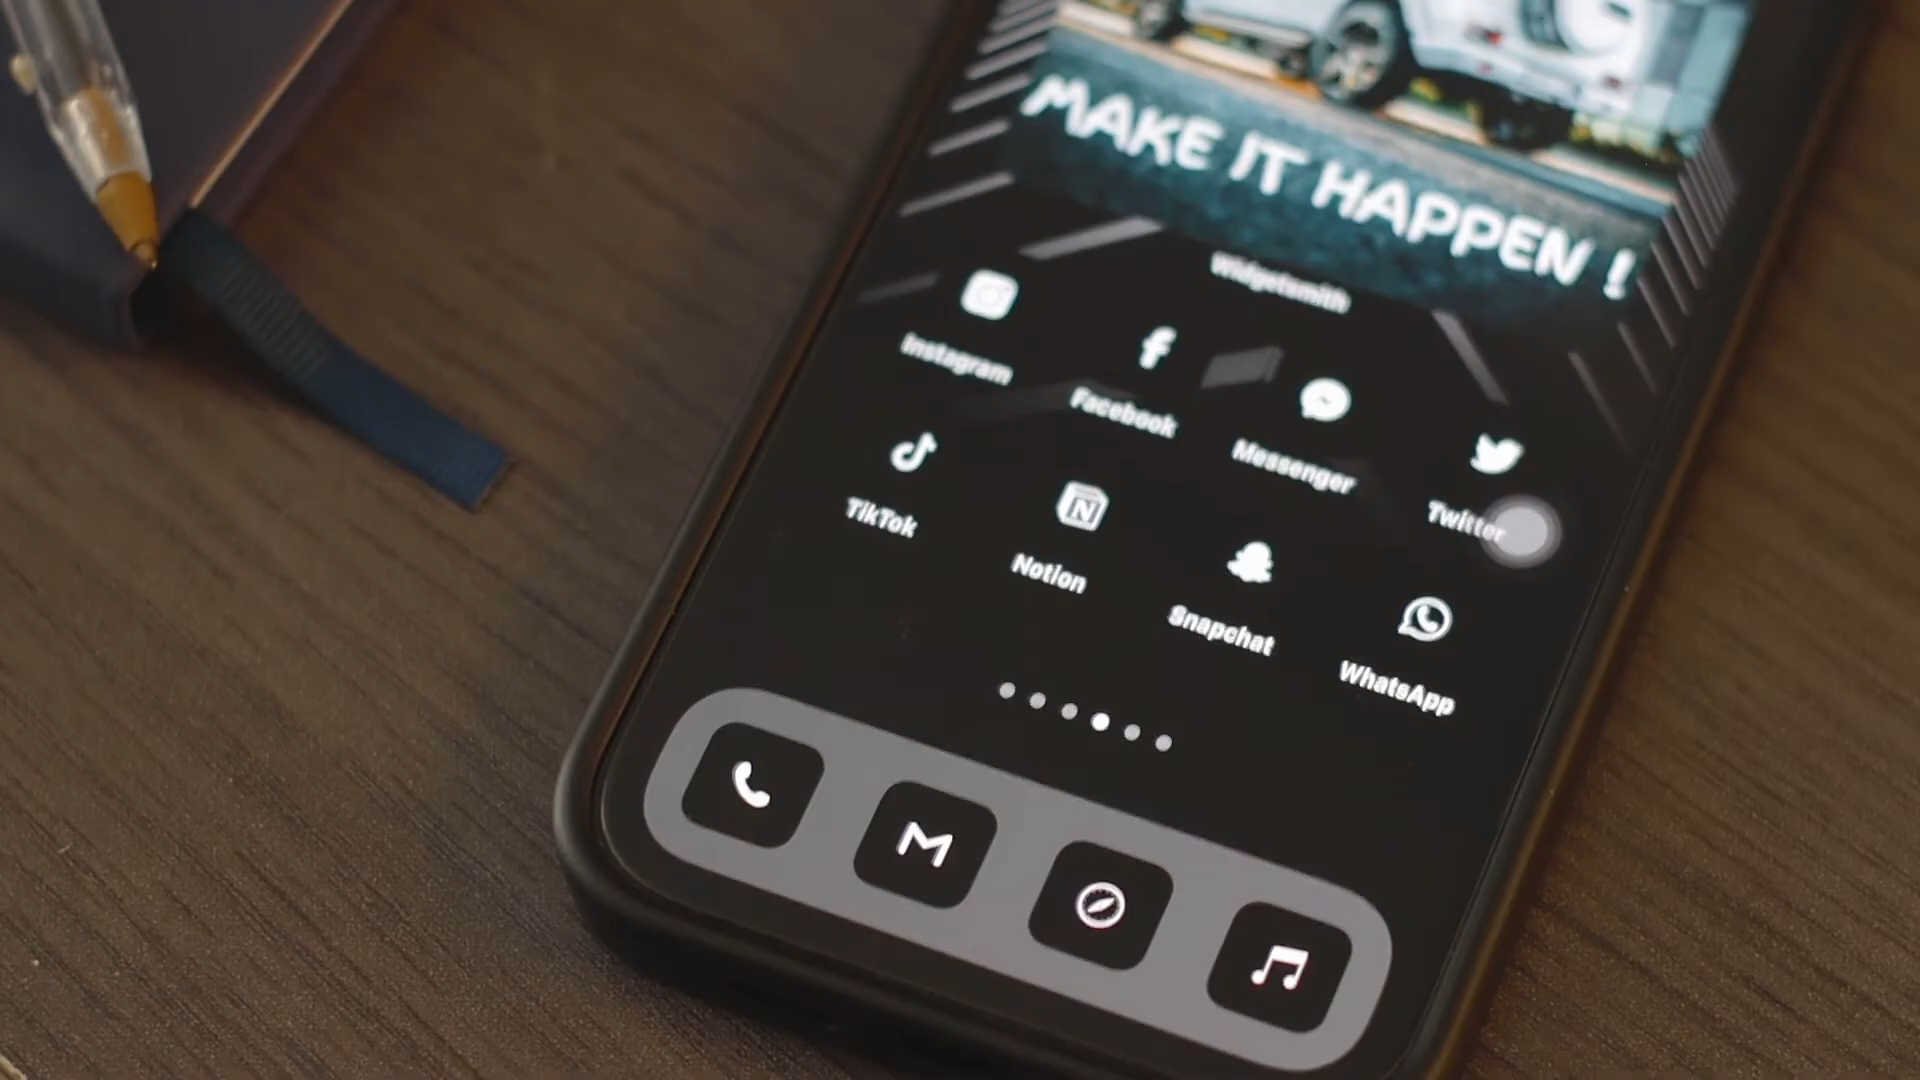 MAKE IT HAPPEN !
Widgetsmith
Instagram
Facebook
Messenger
Twitter
TikTok
Notion
Snapchat
WhatsApp